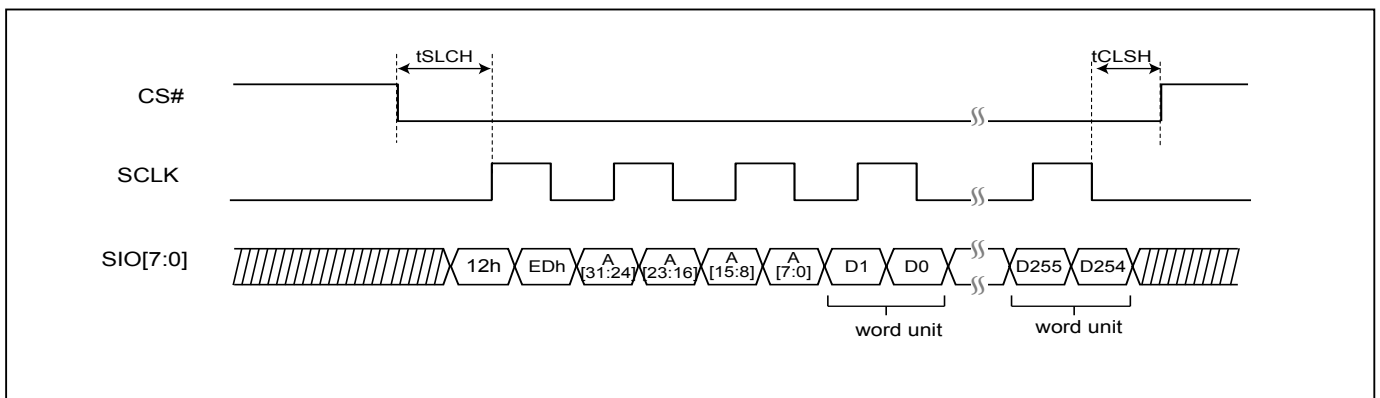 tSLCH
tCLSH
CS#
SCLK
SIO[7:0]
12h
EDh
A
[31:24]
A
[23:16]
A
[15:8]
A
[7:0]
D1
D0
D255
D254
word unit
word unit